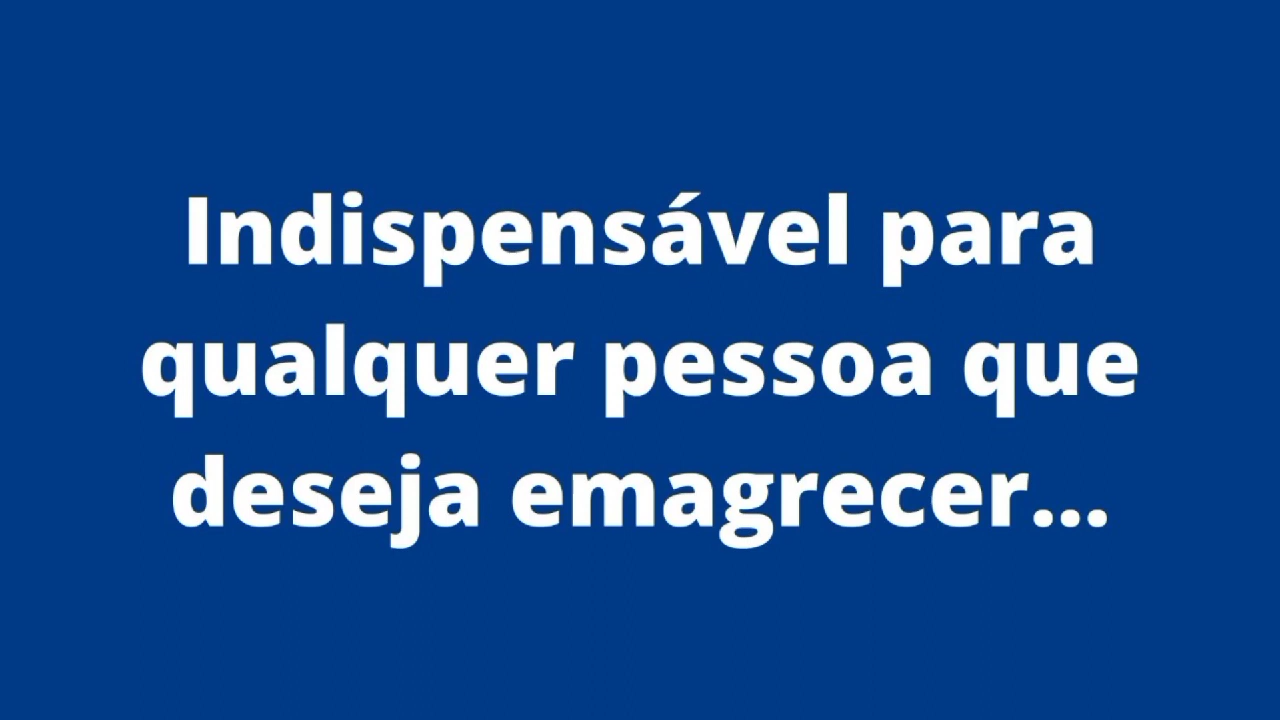 Indispensável para
qualquer pessoa que
deseja emagrecer...